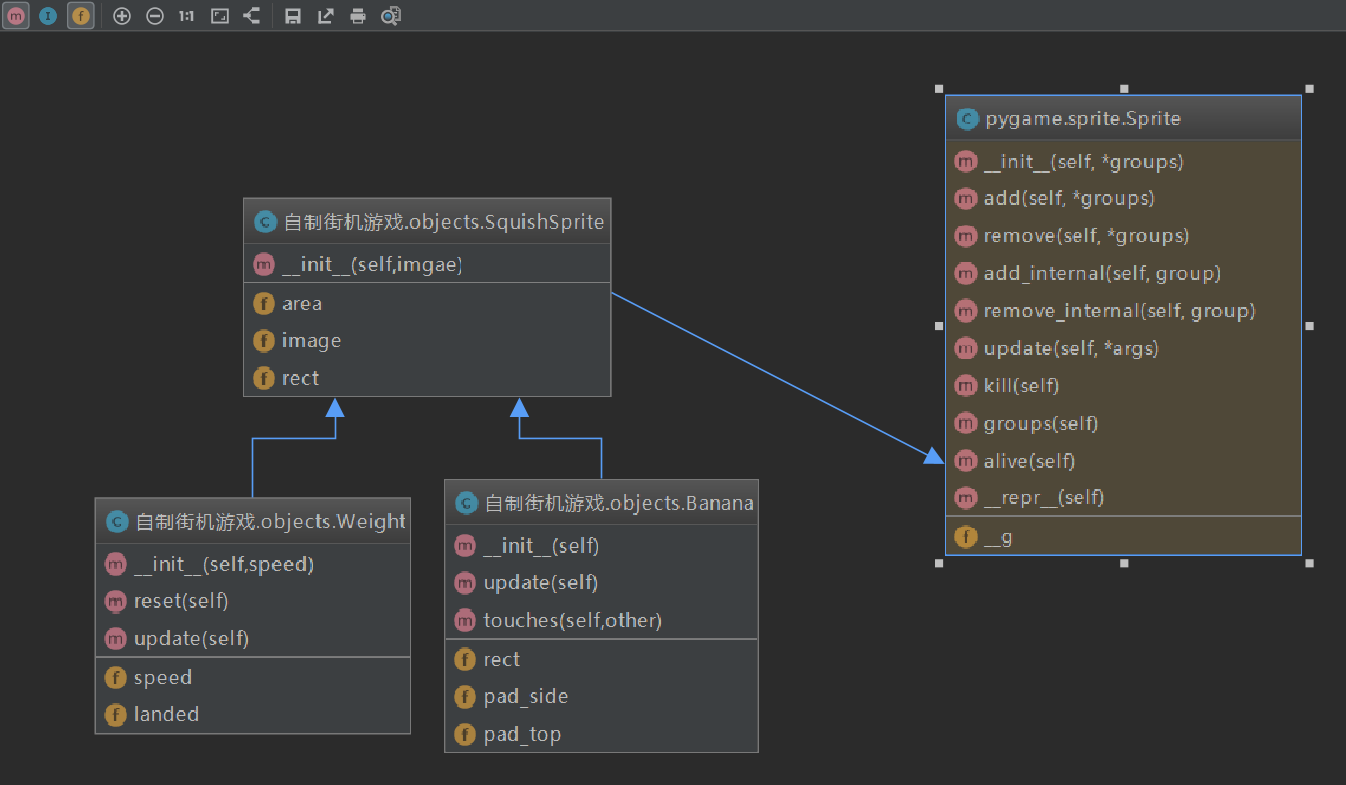 m I f 1:1
pygame.sprite.Sprite
__init__(self, *groups)
add(self, *groups)
remove(self, *groups)
add_internal(self, group)
remove_internal(self, group)
update(self, *args)
kill(self)
groups(self)
alive(self)
__repr__(self)
__g
自制街机游戏.objects.SquishSprite
__init__(self,imgae)
area
image
rect
自制街机游戏.objects.Weight
__init__(self,speed)
reset(self)
update(self)
speed
landed
自制街机游戏.objects.Banana
__init__(self)
update(self)
touches(self,other)
rect
pad_side
pad_top